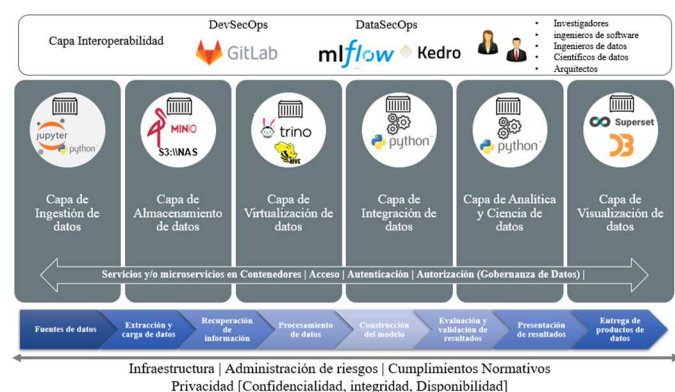 DevSecOps
DataSecOps
Capa Interoperabilidad
GitLab
mlflow
Kedro
• Investigadores
• ingenieros de software
• Ingenieros de datos
• Científicos de datos
• Arquitectos
jupyter
python
MINIO
S3:\\NAS
trino
HIVE
python
python
Superset
D3
Capa de
Ingestión de
datos
Capa de
Almacenamiento
de datos
Capa de
Virtualización de
datos
Capa de
Integración de
datos
Capa de Analítica
y Ciencia de
datos
Capa de
Visualización de
datos
Servicios y/o microservicios en Contenedores | Acceso | Autenticación | Autorización (Gobernanza de Datos) |
Fuentes de datos
Extracción y
carga de datos
Recuperación
de
información
Procesamiento
de datos
Construcción
del modelo
Evaluación y
validación de
resultados
Presentación
de resultados
Entrega de
productos de
datos
Infraestructura | Administración de riesgos | Cumplimientos Normativos
Privacidad [Confidencialidad, integridad, Disponibilidad]